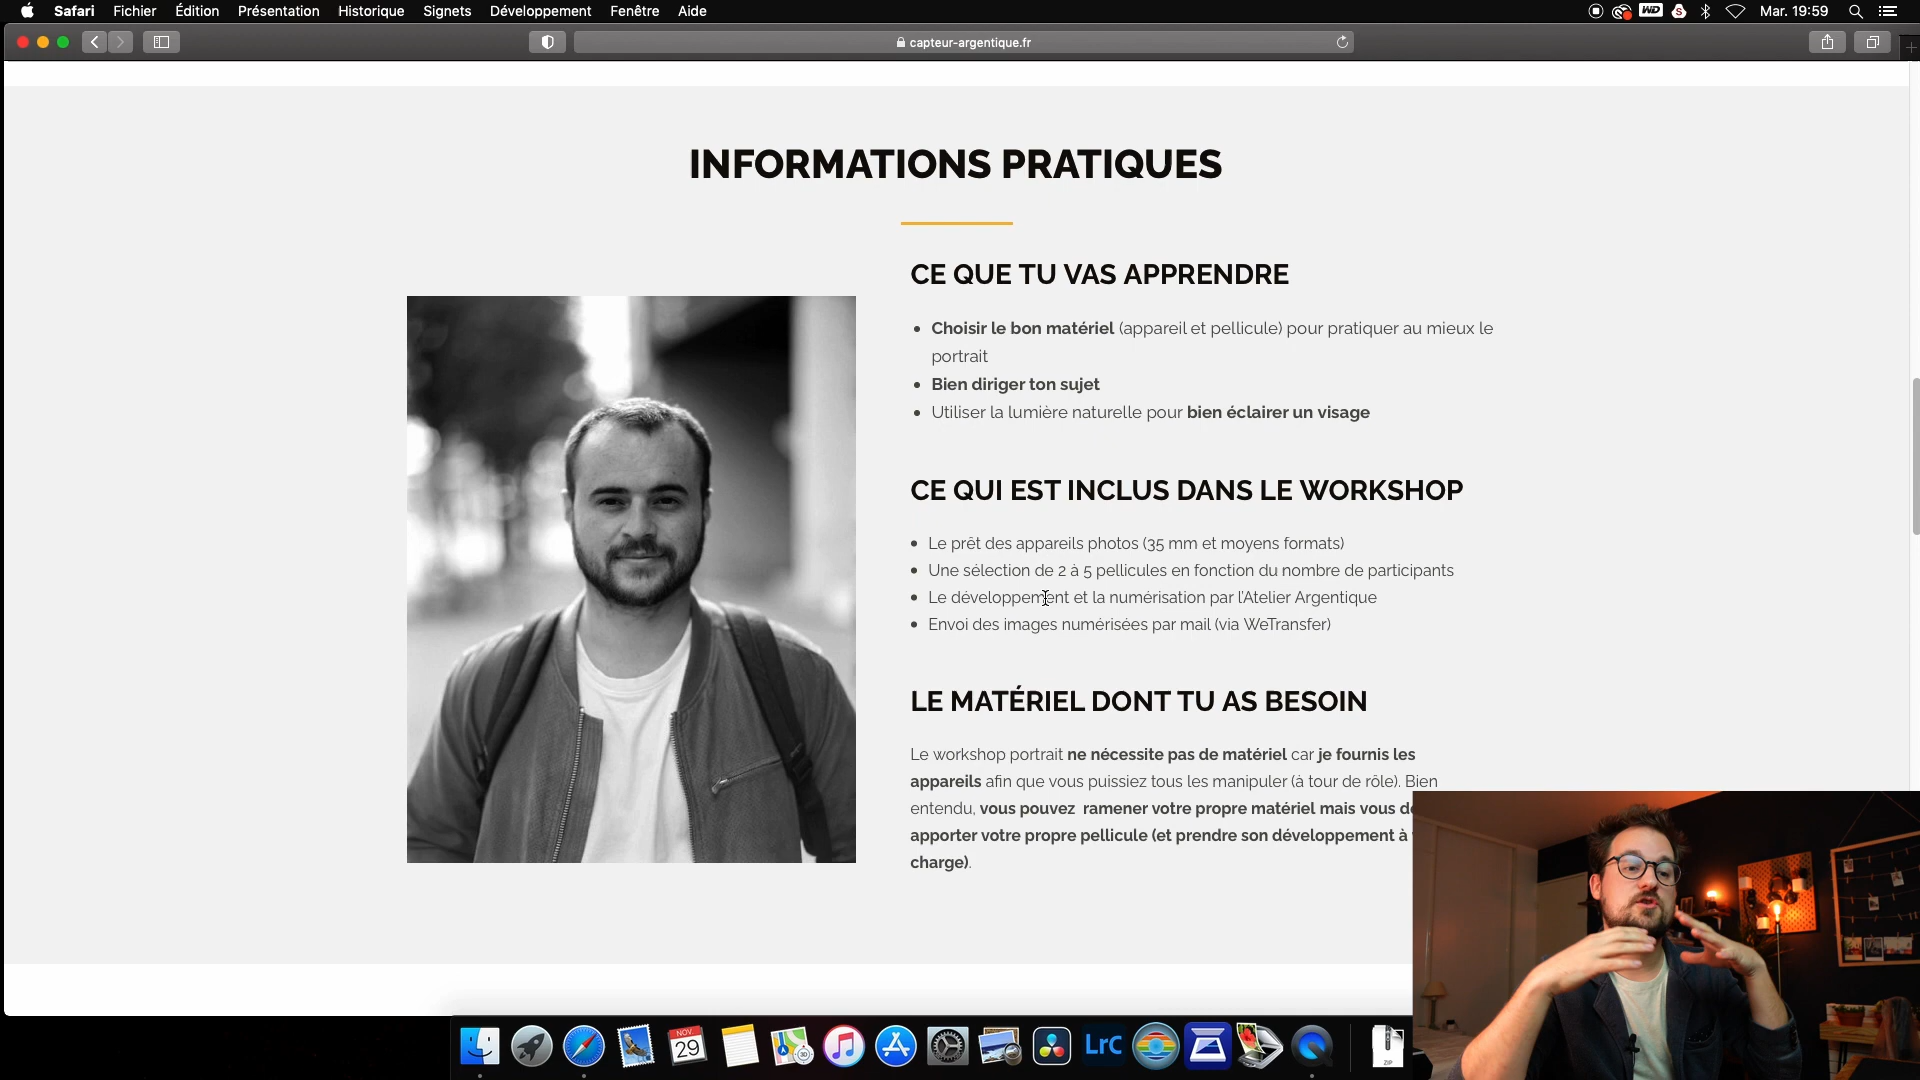 Safari Fichier Édition Présentation Historique Signets Développement Fenêtre Aide
WD S Mar. 19:59
capteur-argentique.fr
INFORMATIONS PRATIQUES
CE QUE TU VAS APPRENDRE
Choisir le bon matériel (appareil et pellicule) pour pratiquer au mieux le
portrait
Bien diriger ton sujet
Utiliser la lumière naturelle pour bien éclairer un visage
CE QUI EST INCLUS DANS LE WORKSHOP
Le prêt des appareils photos (35 mm et moyens formats)
Une sélection de 2 à 5 pellicules en fonction du nombre de participants
Le développement et la numérisation par l'Atelier Argentique
Envoi des images numérisées par mail (via WeTransfer)
LE MATÉRIEL DONT TU AS BESOIN
Le workshop portrait ne nécessite pas de matériel car je fournis les
appareils afin que vous puissiez tous les manipuler (à tour de rôle). Bien
entendu, vous pouvez ramener votre propre matériel mais vous
apporter votre propre pellicule (et prendre son développement à
charge).
NOV. 29 LrC ZIP